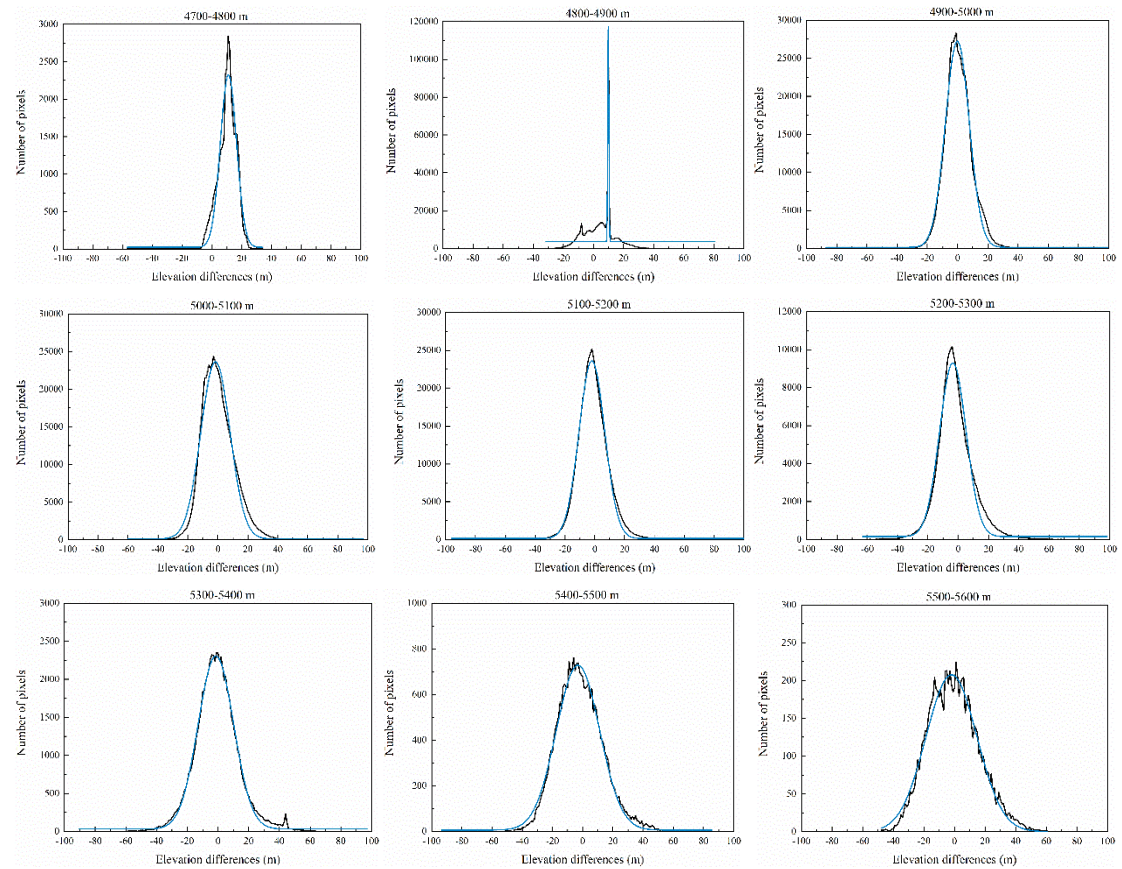 4700-4800 m
3000
2500
2000
1500
1000
500
0
-100 -80 -60 -40 -20 0 20 40 60 80 100
Number of pixels
Elevation differences (m)
4800-4900 m
120000
100000
80000
60000
40000
20000
0
-100 -80 -60 -40 -20 0 20 40 60 80 100
Number of pixels
Elevation differences (m)
4900-5000 m
30000
25000
20000
15000
10000
5000
0
-100 -80 -60 -40 -20 0 20 40 60 80 100
Number of pixels
Elevation differences (m)
5000-5100 m
30000
25000
20000
15000
10000
5000
0
-100 -80 -60 -40 -20 0 20 40 60 80 100
Number of pixels
Elevation differences (m)
5100-5200 m
30000
25000
20000
15000
10000
5000
0
-100 -80 -60 -40 -20 0 20 40 60 80 100
Number of pixels
Elevation differences (m)
5200-5300 m
12000
10000
8000
6000
4000
2000
0
-100 -80 -60 -40 -20 0 20 40 60 80 100
Number of pixels
Elevation differences (m)
5300-5400 m
3000
2500
2000
1500
1000
500
0
-100 -80 -60 -40 -20 0 20 40 60 80 100
Number of pixels
Elevation differences (m)
5400-5500 m
1000
800
600
400
200
0
-100 -80 -60 -40 -20 0 20 40 60 80 100
Number of pixels
Elevation differences (m)
5500-5600 m
300
250
200
150
100
50
0
-100 -80 -60 -40 -20 0 20 40 60 80 100
Number of pixels
Elevation differences (m)